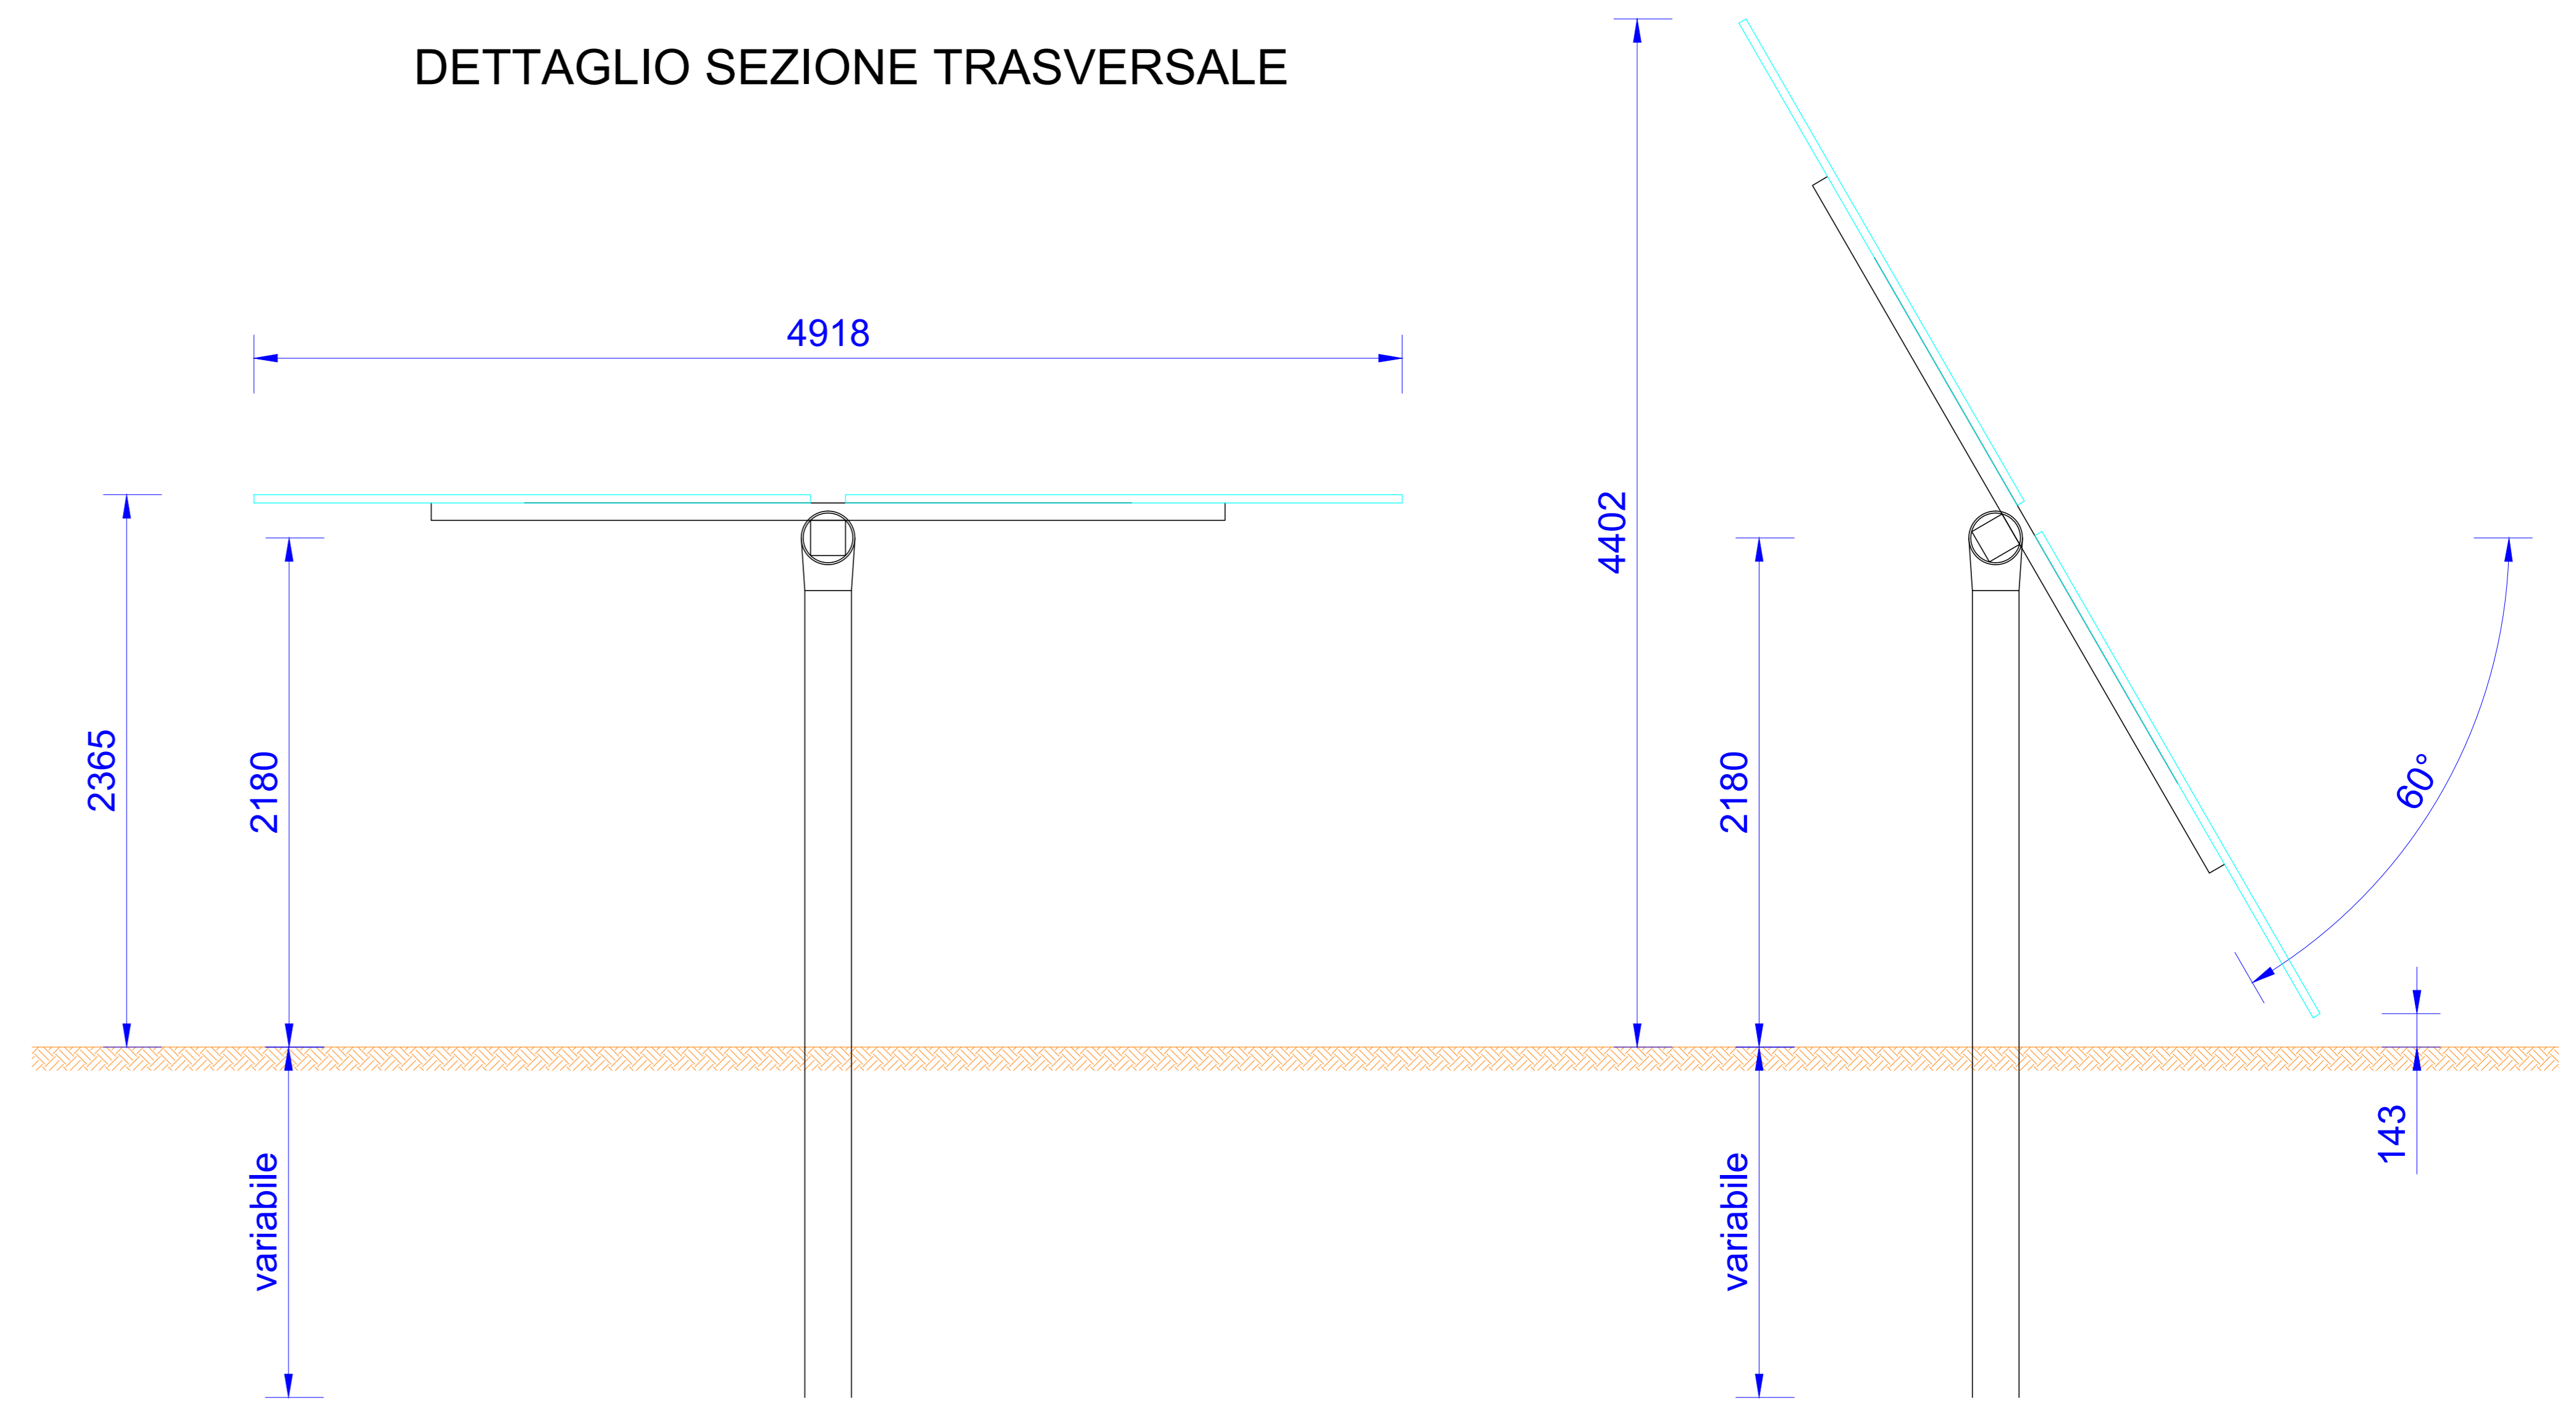 DETTAGLIO SEZIONE TRASVERSALE
4918
2365
2180
variabile
4402
2180
variabile
60°
143